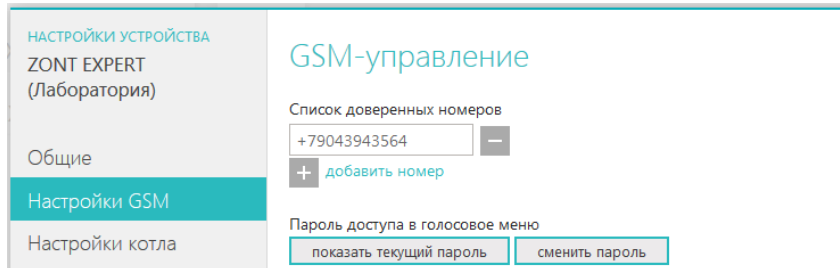 НАСТРОЙКИ УСТРОЙСТВА
ZONT EXPERT
(Лаборатория)
Общие
Настройки GSM
Настройки котла
GSM-управление
Список доверенных номеров
+79043943564
добавить номер
Пароль доступа в голосовое меню
показать текущий пароль сменить пароль